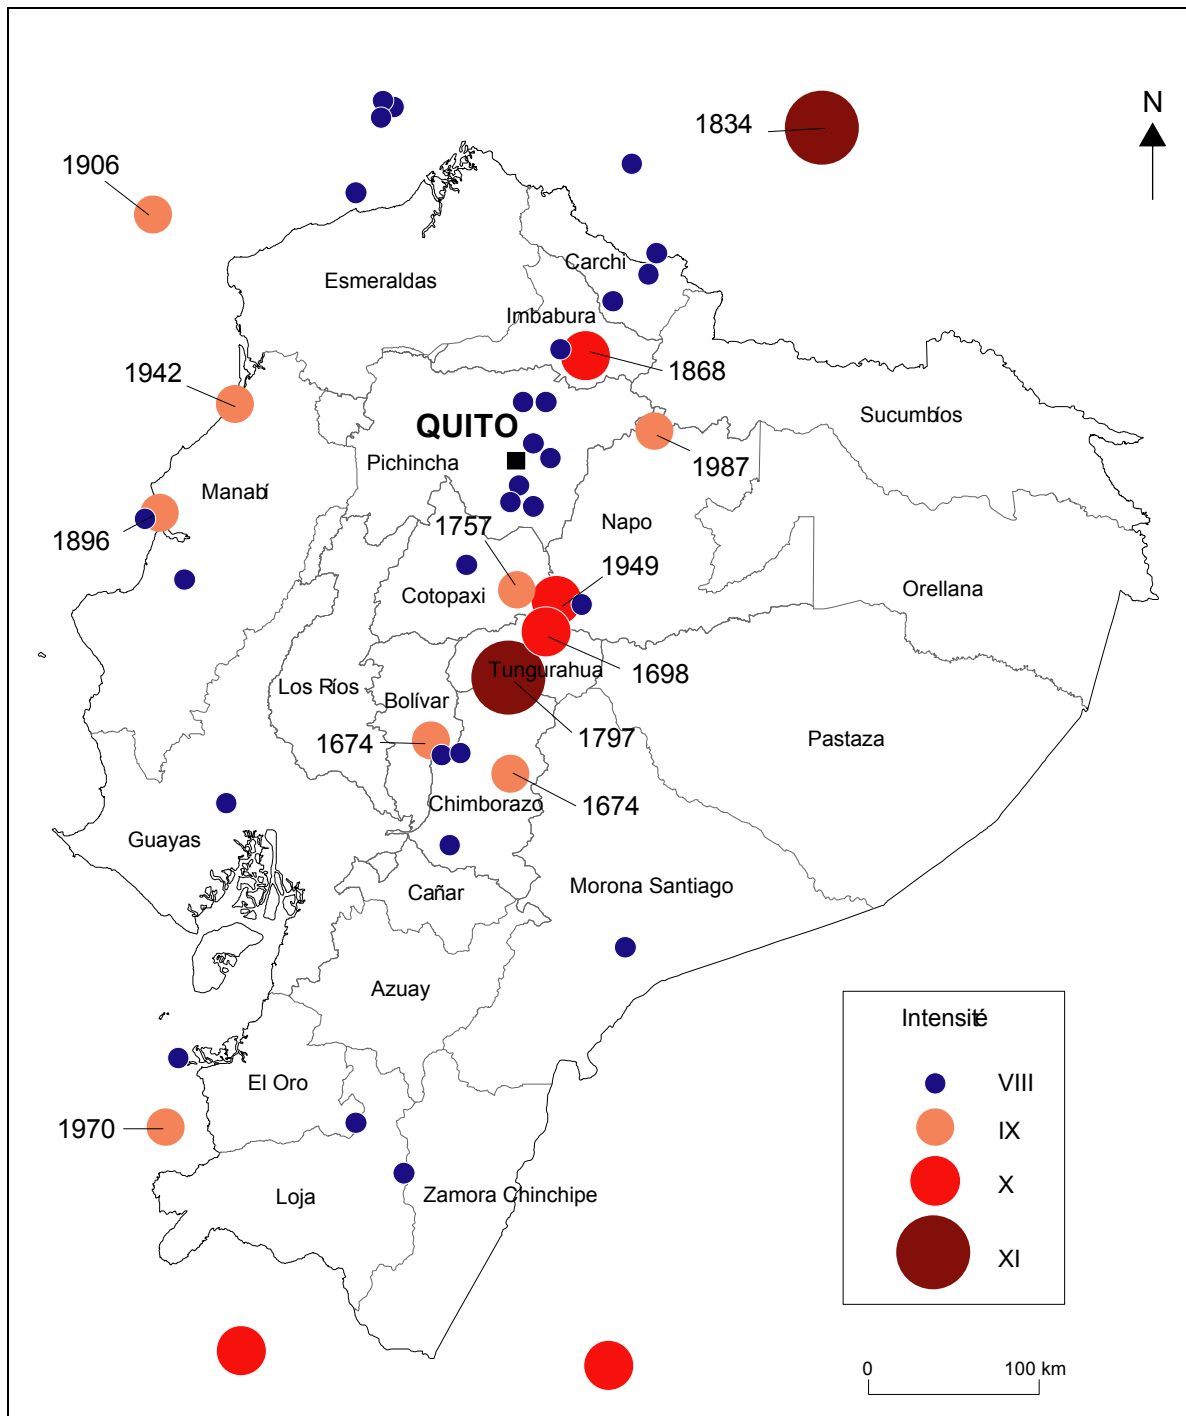 N
1834
1906
Carchi
Esmeraldas
Imbabura
1868
1942
Sucumbíos
QUITO
Pichincha
1987
Manabí
1896
1757
Napo
1949
Cotopaxi
Orellana
Tungurahua
1698
Los Ríos
Bolívar
1674
1797
Pastaza
Chimborazo
1674
Guayas
Cañar
Morona Santiago
Azuay
Intensité
El Oro
VIII
1970
IX
Loja
Zamora Chinchipe
X
XI
0
100 km